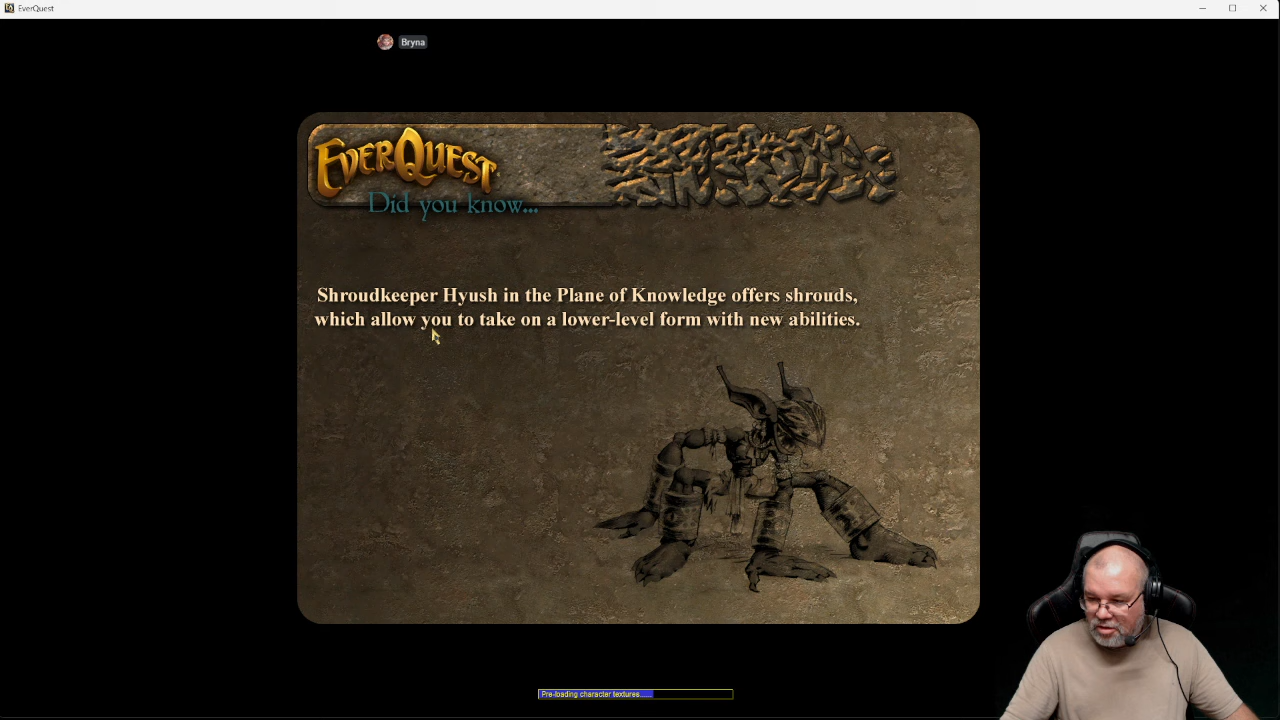 EverQuest
Bryna
EverQuest
Did you know...
Shroudkeeper Hyush in the Plane of Knowledge offers shrouds,
which allow you to take on a lower-level form with new abilities.
Pre-loading character textures......